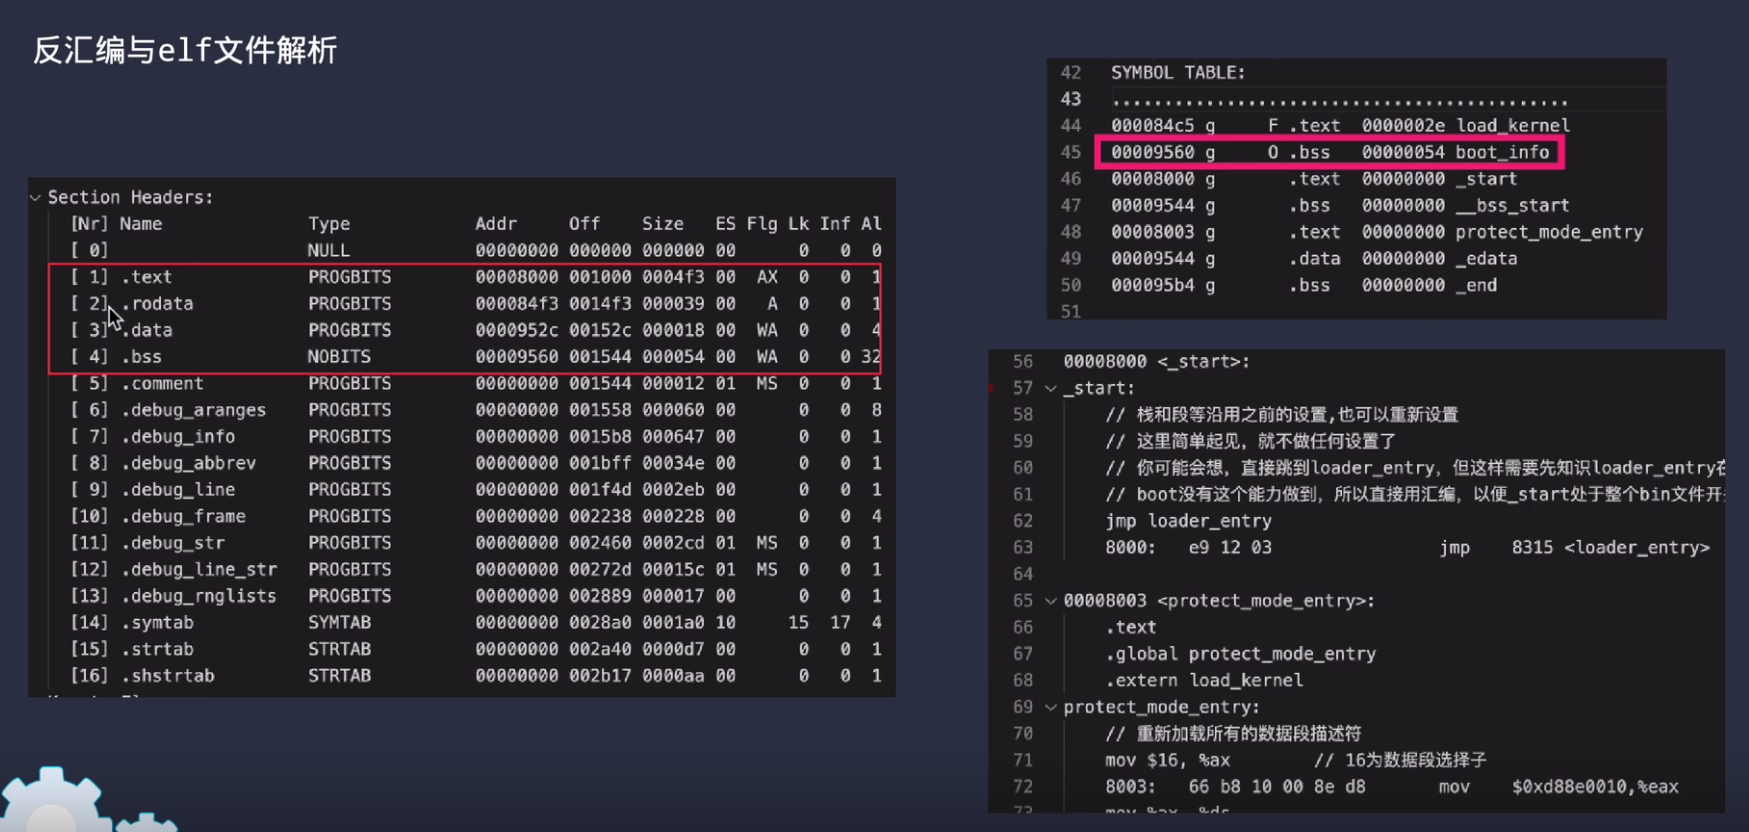 反汇编与elf文件解析
Section Headers:
[Nr] Name Type Addr Off Size ES Flg Lk Inf Al
[ 0] NULL 00000000 000000 000000 00 0 0 0
[ 1] .text PROGBITS 00008000 001000 0004f3 00 AX 0 0 1
[ 2] .rodata PROGBITS 000084f3 0014f3 000039 00 A 0 0 1
[ 3] .data PROGBITS 0000952c 00152c 000018 00 WA 0 0 4
[ 4] .bss NOBITS 00009560 001544 000054 00 WA 0 0 32
[ 5] .comment PROGBITS 00000000 001544 000012 01 MS 0 0 1
[ 6] .debug_aranges PROGBITS 00000000 001558 000060 00 0 0 8
[ 7] .debug_info PROGBITS 00000000 0015b8 000647 00 0 0 1
[ 8] .debug_abbrev PROGBITS 00000000 001bff 00034e 00 0 0 1
[ 9] .debug_line PROGBITS 00000000 001f4d 0002eb 00 0 0 1
[10] .debug_frame PROGBITS 00000000 002238 000228 00 0 0 4
[11] .debug_str PROGBITS 00000000 002460 0002cd 01 MS 0 0 1
[12] .debug_line_str PROGBITS 00000000 00272d 00015c 01 MS 0 0 1
[13] .debug_rnglists PROGBITS 00000000 002889 000017 00 0 0 1
[14] .symtab SYMTAB 00000000 0028a0 0001a0 10 15 17 4
[15] .strtab STRTAB 00000000 002a40 0000d7 00 0 0 1
[16] .shstrtab STRTAB 00000000 002b17 0000aa 00 0 0 1
42 SYMBOL TABLE:
43 ............................................
44 000084c5 g F .text 0000002e load_kernel
45 00009560 g O .bss 00000054 boot_info
46 00008000 g .text 00000000 _start
47 00009544 g .bss 00000000 __bss_start
48 00008003 g .text 00000000 protect_mode_entry
49 00009544 g .data 00000000 _edata
50 000095b4 g .bss 00000000 _end
51
56 00008000 <_start>:
57 _start:
58 // 栈和段等沿用之前的设置,也可以重新设置
59 // 这里简单起见，就不做任何设置了
60 // 你可能会想，直接跳到loader_entry，但这样需要先知识loader_entry在
61 // boot没有这个能力做到，所以直接用汇编，以便_start处于整个bin文件开
62 jmp loader_entry
63 8000: e9 12 03 jmp 8315 <loader_entry>
64
65 00008003 <protect_mode_entry>:
66 .text
67 .global protect_mode_entry
68 .extern load_kernel
69 protect_mode_entry:
70 // 重新加载所有的数据段描述符
71 mov $16, %ax // 16为数据段选择子
72 8003: 66 b8 10 00 8e d8 mov $0xd88e0010,%eax
73 mov %ax, %ds